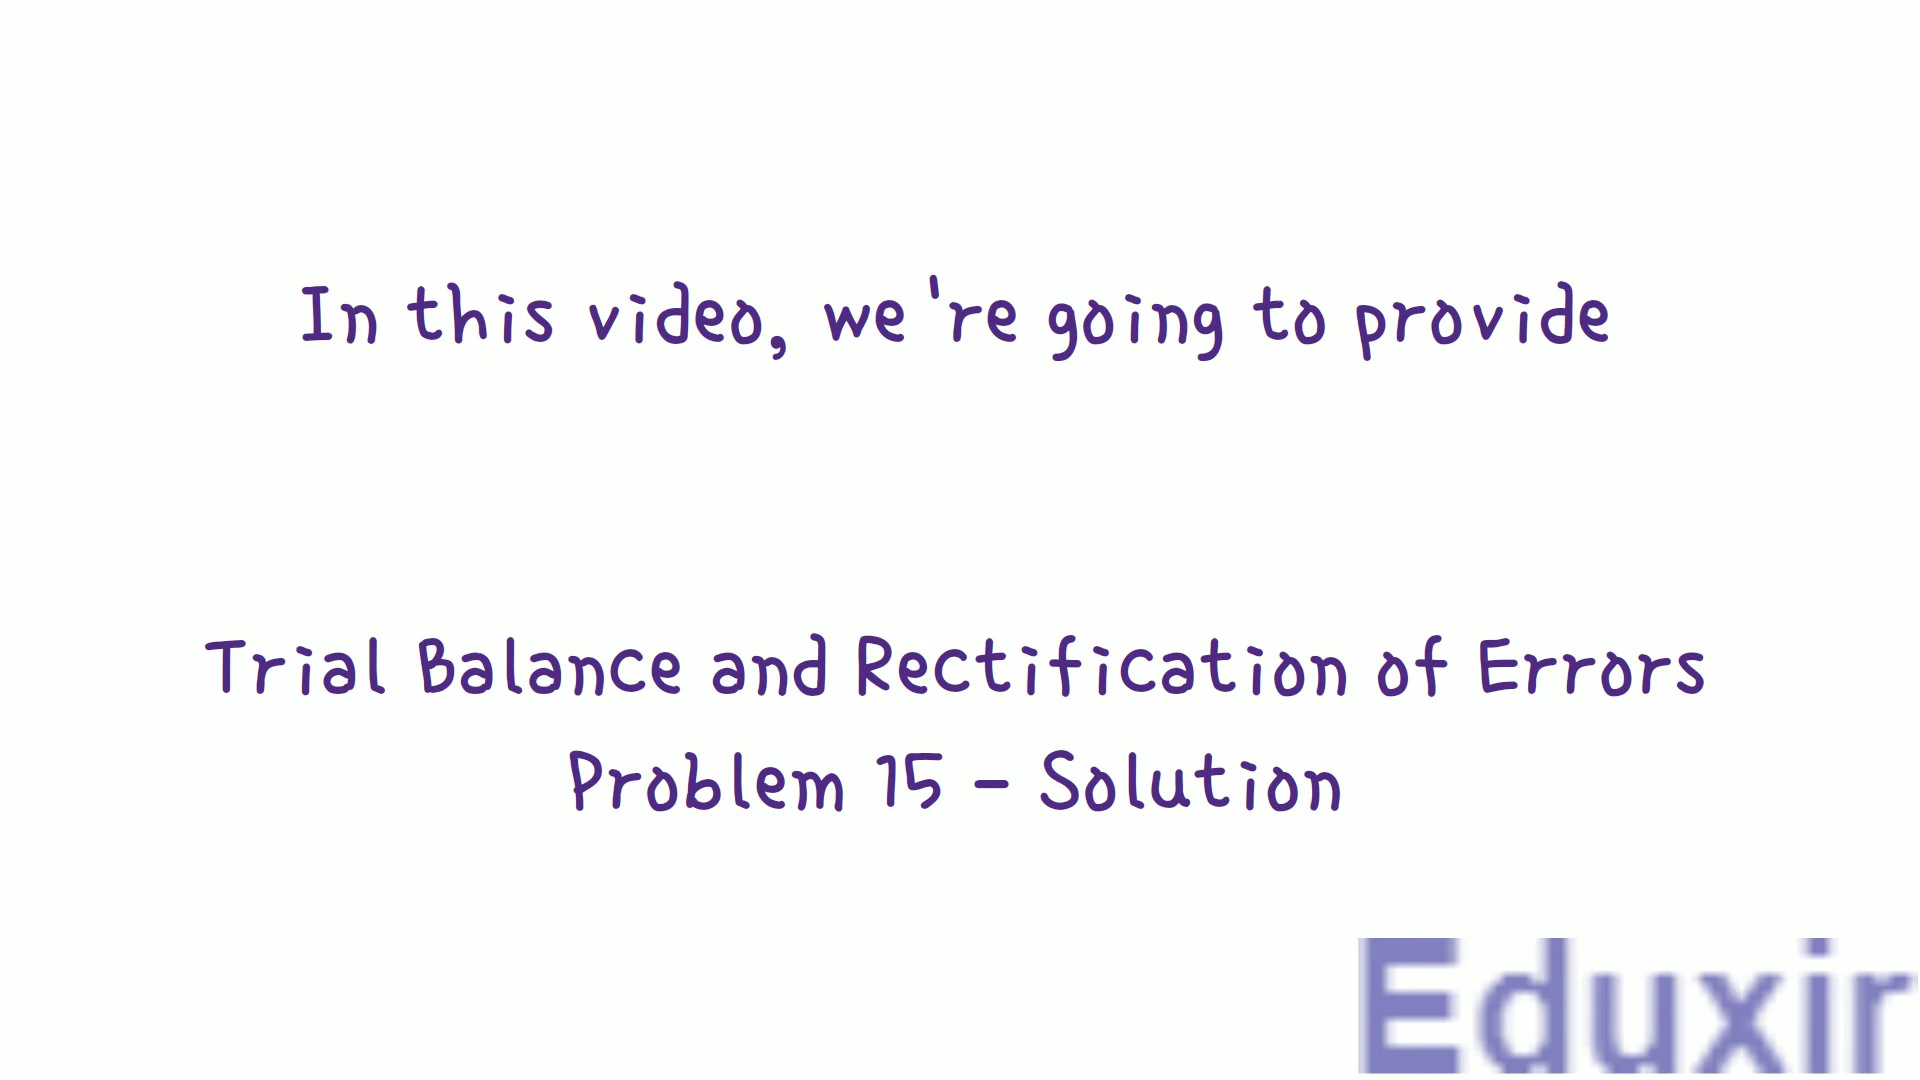 In this video, we're going to provide
Trial Balance and Rectification of Errors
Problem 15 - Solution
Eduxir